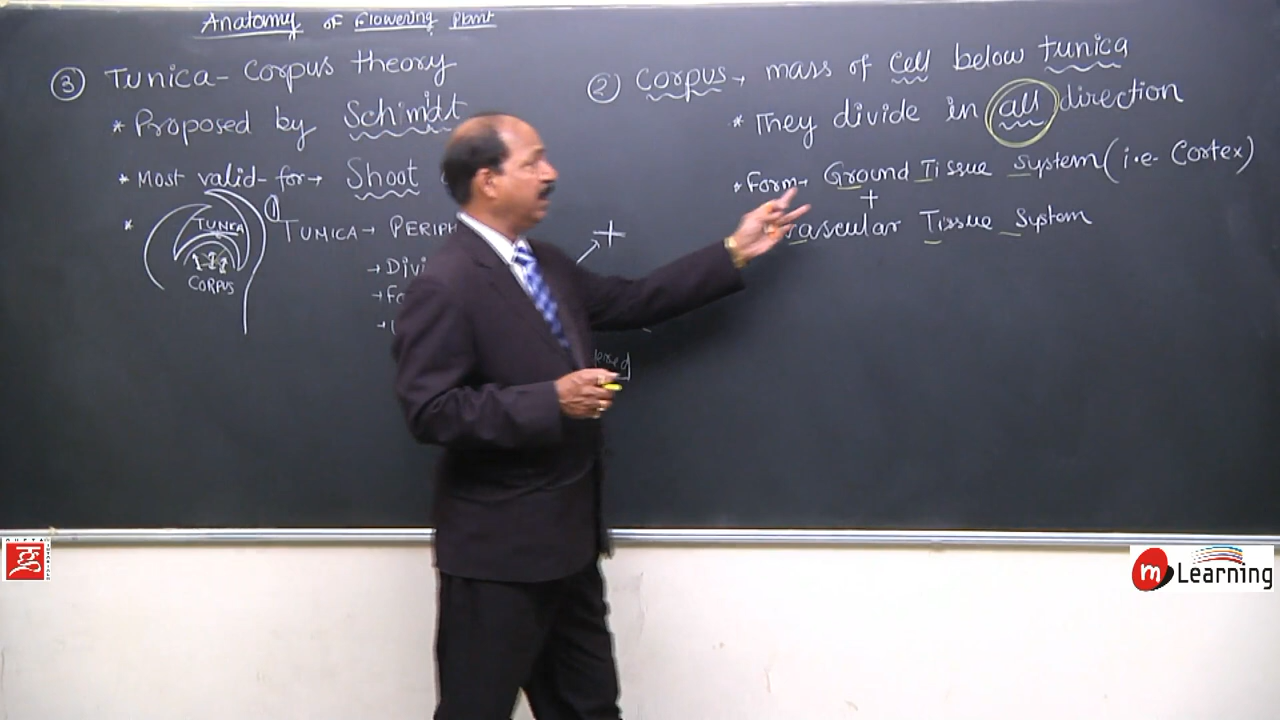 Anatomy of Flowering Plant
③ Tunica-Corpus theory
* Proposed by Schimdt
* Most valid-for→ Shoot
*
TUNICA
CORPUS
① TUNICA→ PERIPH
→Divi
→Fo
+
② Corpus→ mass of Cell below tunica
* They divide in all direction
* Form→ Ground Tissue System (i.e- Cortex)
+
Vascular Tissue System
m Learning